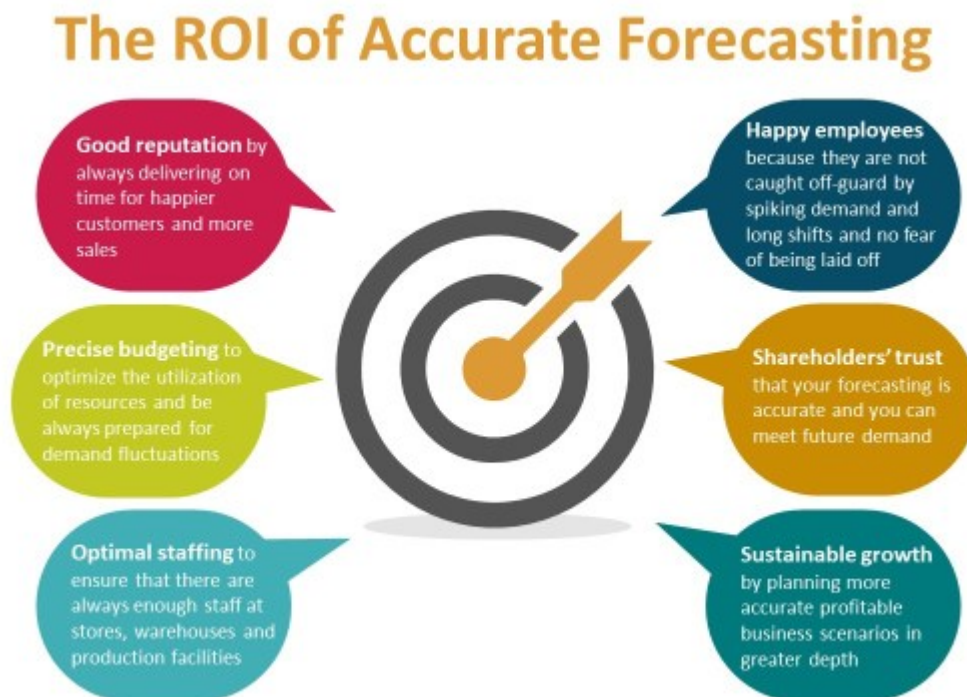 The ROI of Accurate Forecasting
Good reputation by
always delivering on
time for happier
customers and more
sales
Happy employees
because they are not
caught off-guard by
spiking demand and
long shifts and no fear
of being laid off
Precise budgeting to
optimize the utilization
of resources and be
always prepared for
demand fluctuations
Shareholders' trust
that your forecasting is
accurate and you can
meet future demand
Optimal staffing to
ensure that there are
always enough staff at
stores, warehouses and
production facilities
Sustainable growth
by planning more
accurate profitable
business scenarios in
greater depth